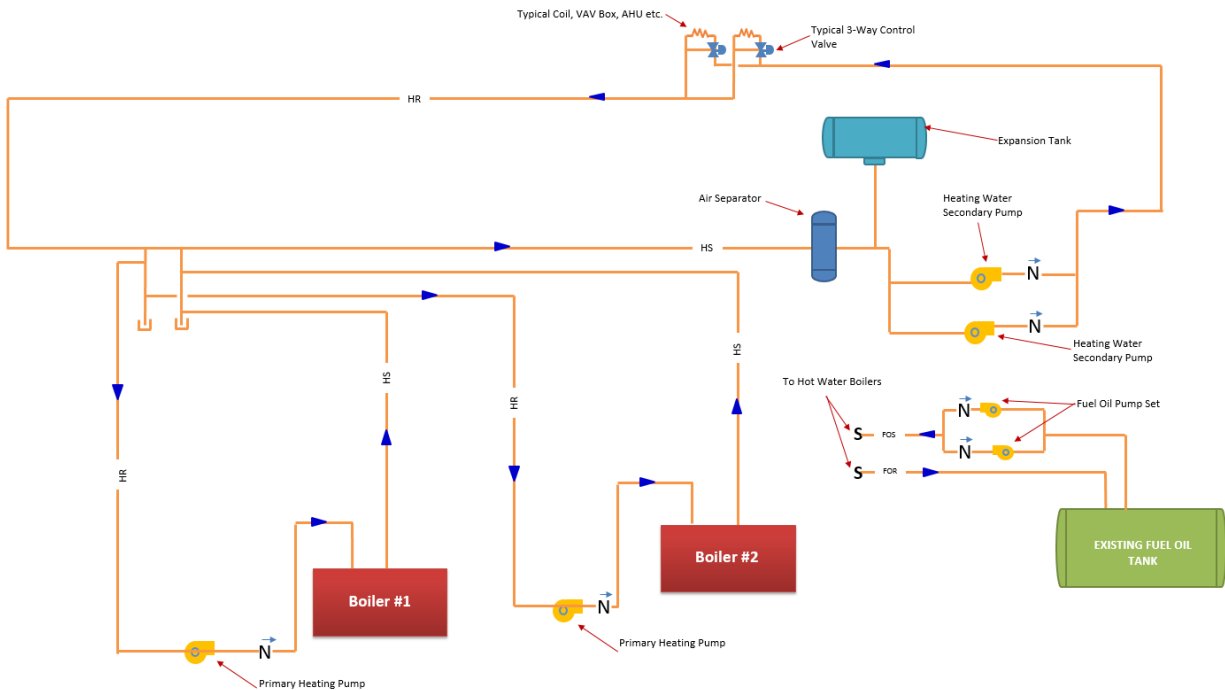 Typical Coil, VAV Box, AHU etc.
Typical 3-Way Control
Valve
HR
Expansion Tank
Air Separator
Heating Water
Secondary Pump
HS
N
N
Heating Water
Secondary Pump
HS
HS
HR
HR
To Hot Water Boilers
Fuel Oil Pump Set
N
S
FOS
N
S
FOR
EXISTING FUEL OIL
TANK
Boiler #2
Boiler #1
N
Primary Heating Pump
N
Primary Heating Pump